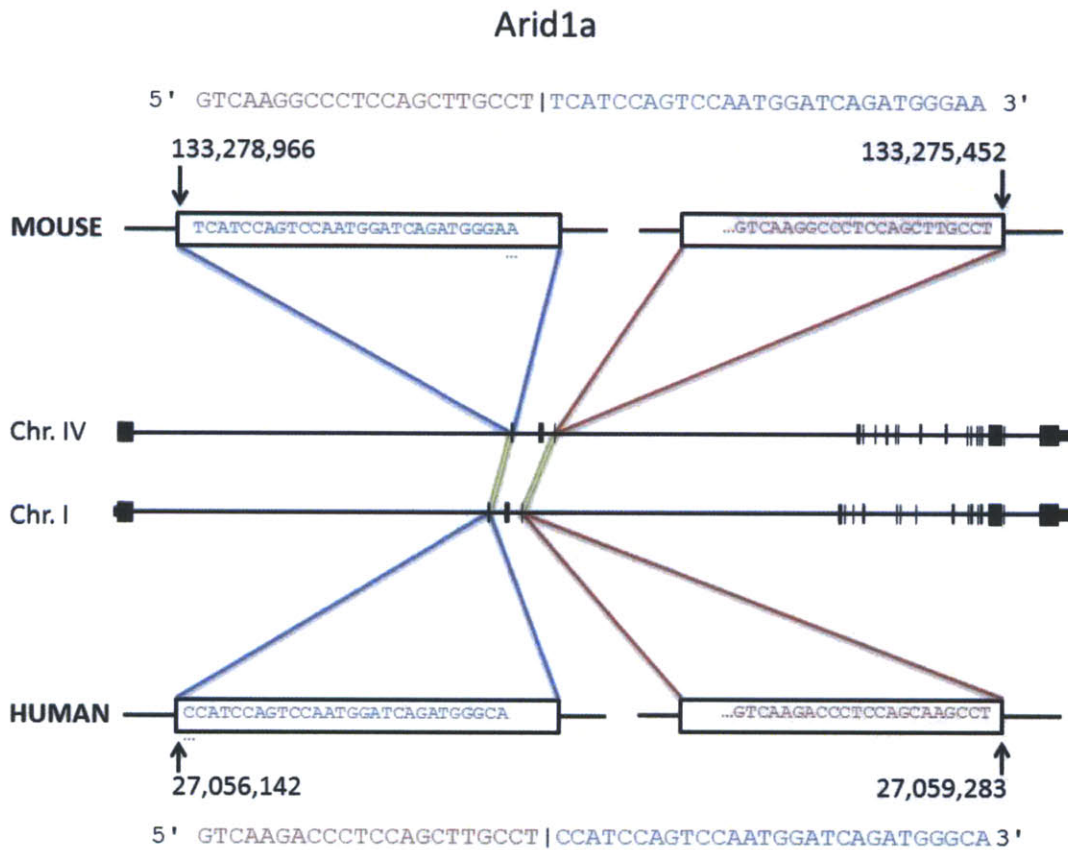 Arid1a
5' GTCAAGGCCCTCCAGCTTGCCT|TCATCCAGTCCAATGGATCAGATGGGAA 3'
133,278,966 133,275,452
MOUSE TCATCCAGTCCAATGGATCAGATGGGAA ...GTCAAGGCCCTCCAGCTTGCCT
...
Chr. IV
Chr. I
HUMAN CCATCCAGTCCAATGGATCAGATGGGCA ...GTCAAGACCCTCCAGCAAGCCT
...
27,056,142 27,059,283
5' GTCAAGACCCTCCAGCTTGCCT|CCATCCAGTCCAATGGATCAGATGGGCA 3'